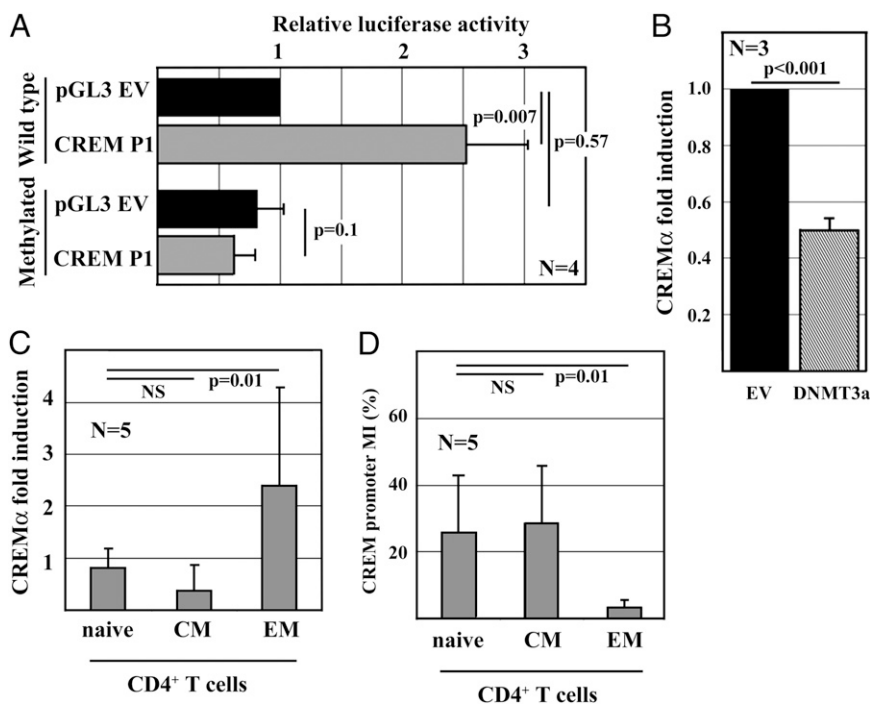 A
Relative luciferase activity
1 2 3
Wild type
pGL3 EV
CREM P1
p=0.007
p=0.57
Methylated
pGL3 EV
CREM P1
p=0.1
N=4
B
N=3
p<0.001
CREMα fold induction
1.0
0.8
0.6
0.4
0.2
EV DNMT3a
C
p=0.01
NS
CREMα fold induction
4
3
2
1
N=5
naive CM EM
CD4⁺ T cells
D
p=0.01
NS
CREM promoter MI (%)
60
40
20
N=5
naive CM EM
CD4⁺ T cells